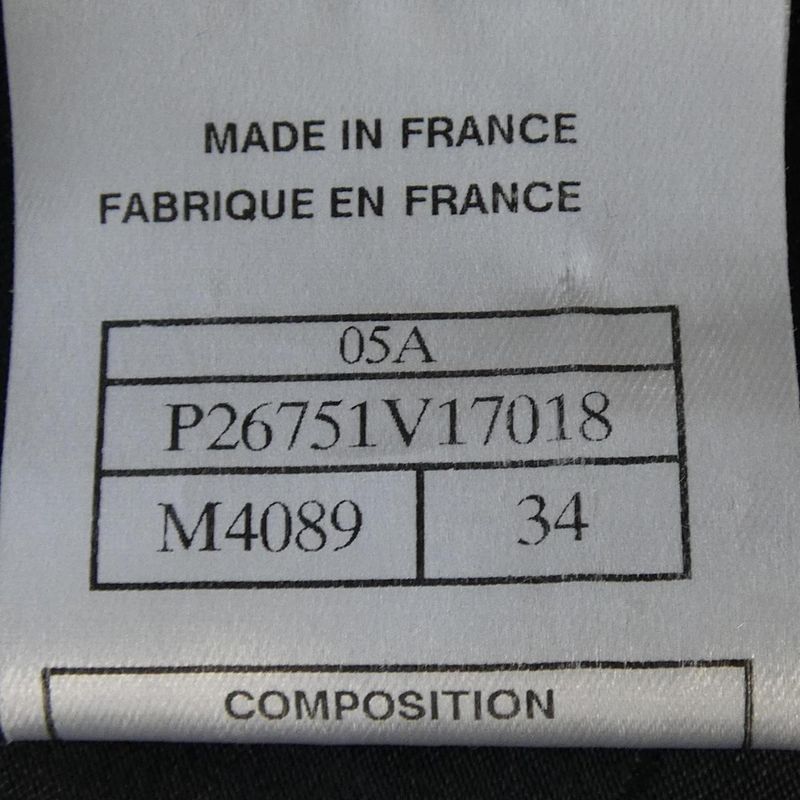 MADE IN FRANCE
FABRIQUE EN FRANCE
05A
P26751V17018
M4089 34
COMPOSITION